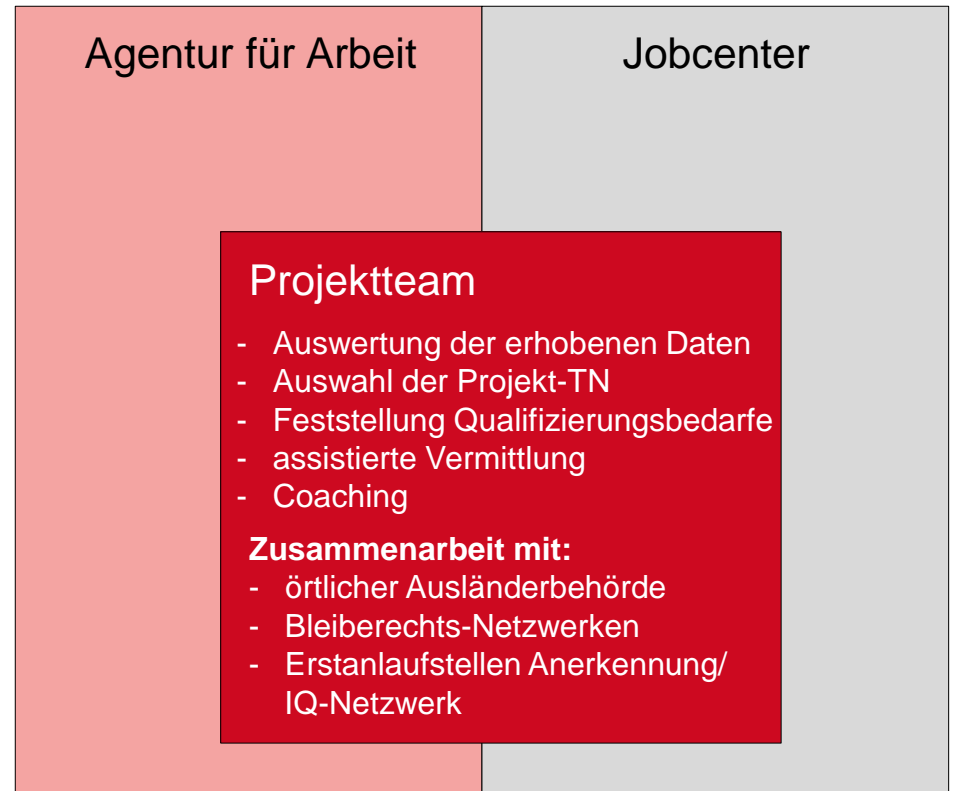 Agentur für Arbeit
Jobcenter
Projektteam
- Auswertung der erhobenen Daten
- Auswahl der Projekt-TN
- Feststellung Qualifizierungsbedarfe
- assistierte Vermittlung
- Coaching
Zusammenarbeit mit:
- örtlicher Ausländerbehörde
- Bleiberechts-Netzwerken
- Erstanlaufstellen Anerkennung/
IQ-Netzwerk